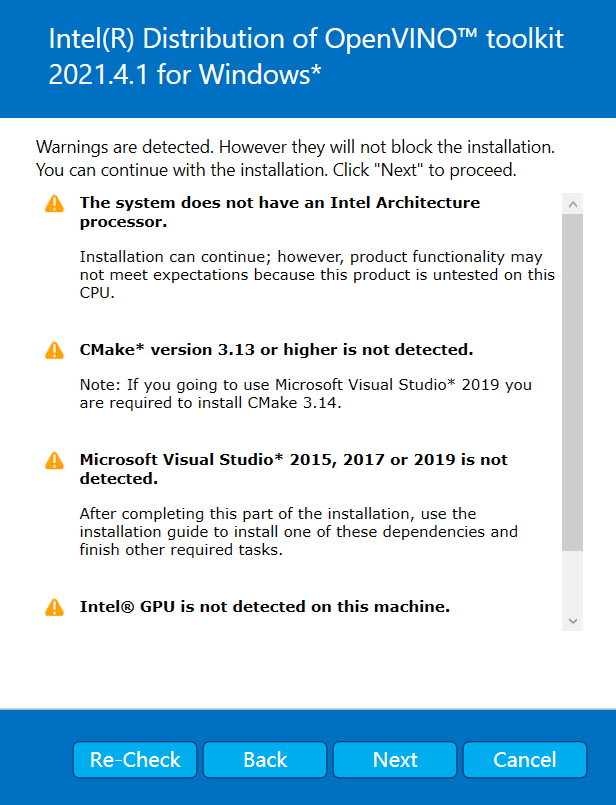 Intel(R) Distribution of OpenVINO™ toolkit
2021.4.1 for Windows*
Warnings are detected. However they will not block the installation.
You can continue with the installation. Click "Next" to proceed.
The system does not have an Intel Architecture
processor.
Installation can continue; however, product functionality may
not meet expectations because this product is untested on this
CPU.
CMake* version 3.13 or higher is not detected.
Note: If you going to use Microsoft Visual Studio* 2019 you
are required to install CMake 3.14.
Microsoft Visual Studio* 2015, 2017 or 2019 is not
detected.
After completing this part of the installation, use the
installation guide to install one of these dependencies and
finish other required tasks.
Intel® GPU is not detected on this machine.
Re-Check
Back
Next
Cancel